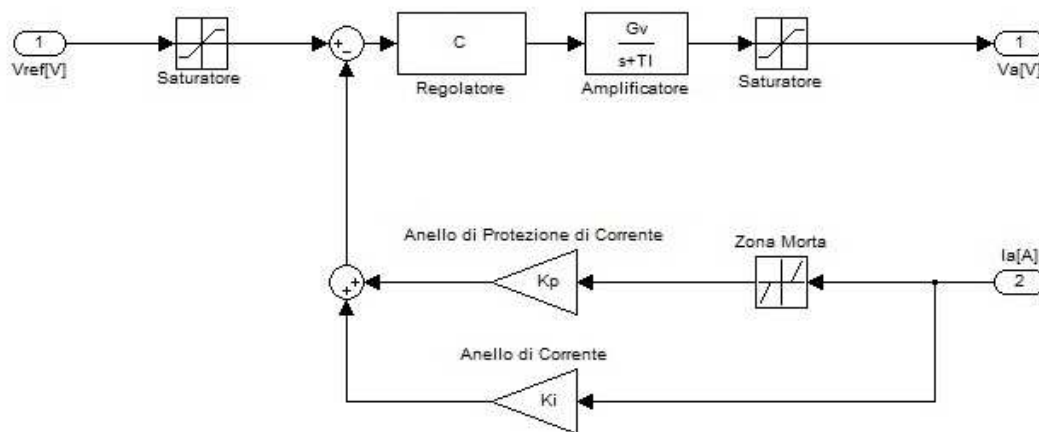 1
Vref[V]
Saturatore
+
−
C
Regolatore
Gv
s+Tl
Amplificatore
Saturatore
1
Va[V]
Anello di Protezione di Corrente
Zona Morta
Ia[A]
+
+
Kp
2
Anello di Corrente
Ki